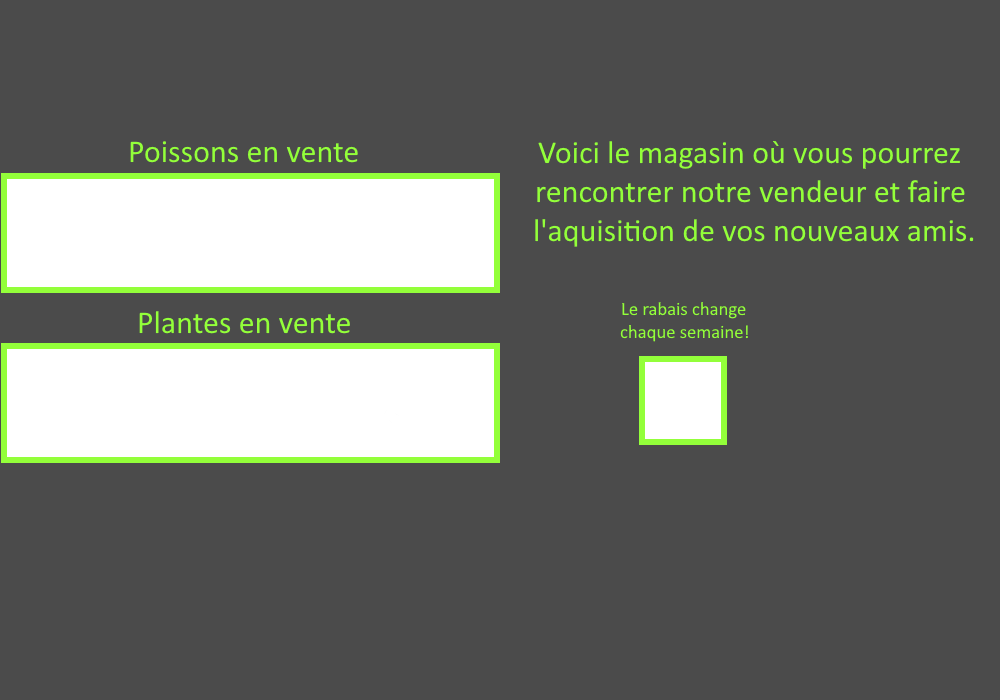 Poissons en vente
Plantes en vente
Voici le magasin où vous pourrez
rencontrer notre vendeur et faire
l'aquisition de vos nouveaux amis.
Le rabais change
chaque semaine!